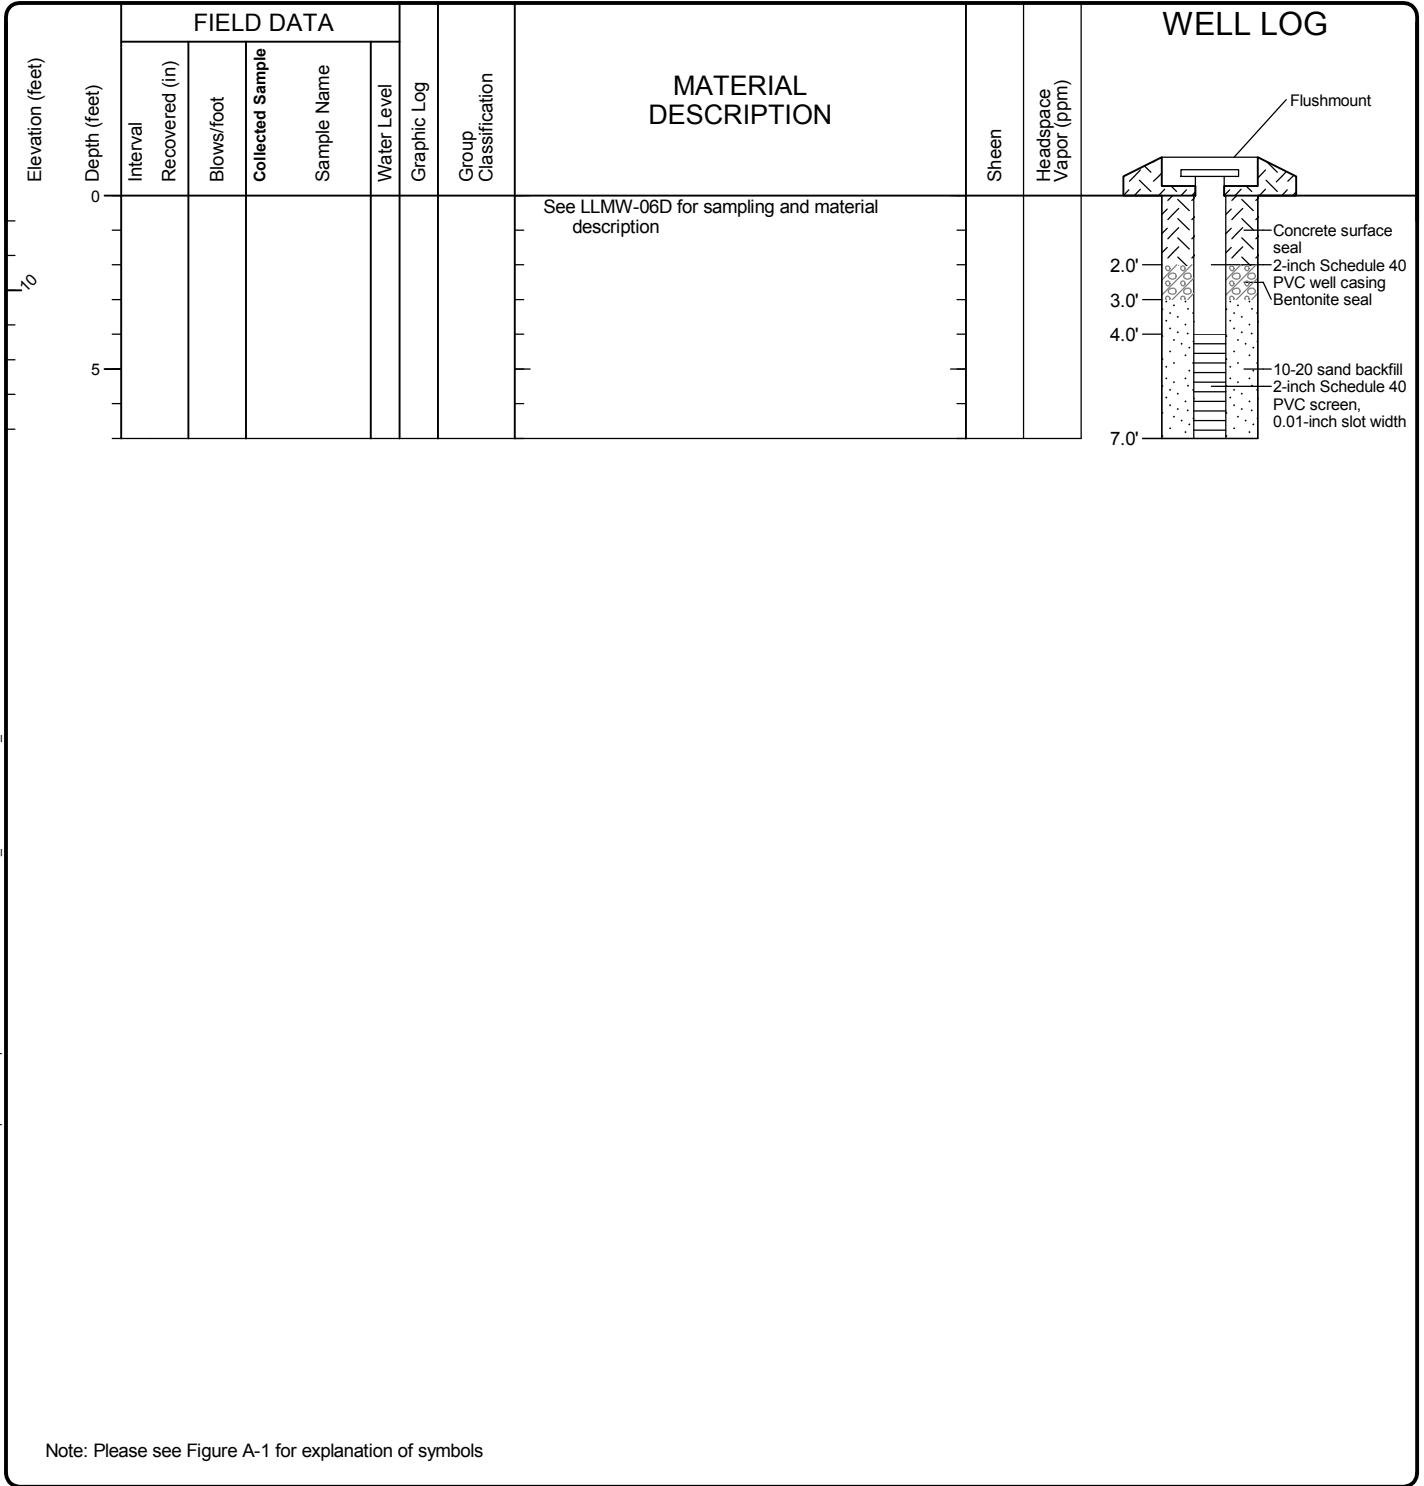 FIELD DATA
WELL LOG
Elevation (feet)
Depth (feet)
Interval
Recovered (in)
Blows/foot
Collected Sample
Sample Name
Water Level
Graphic Log
Group
Classification
MATERIAL
DESCRIPTION
Sheen
Headspace
Vapor (ppm)
Flushmount
0
See LLMW-06D for sampling and material
description
Concrete surface
seal
2.0'
2-inch Schedule 40
PVC well casing
10
3.0'
Bentonite seal
4.0'
5
10-20 sand backfill
2-inch Schedule 40
PVC screen,
0.01-inch slot width
7.0'
Note: Please see Figure A-1 for explanation of symbols